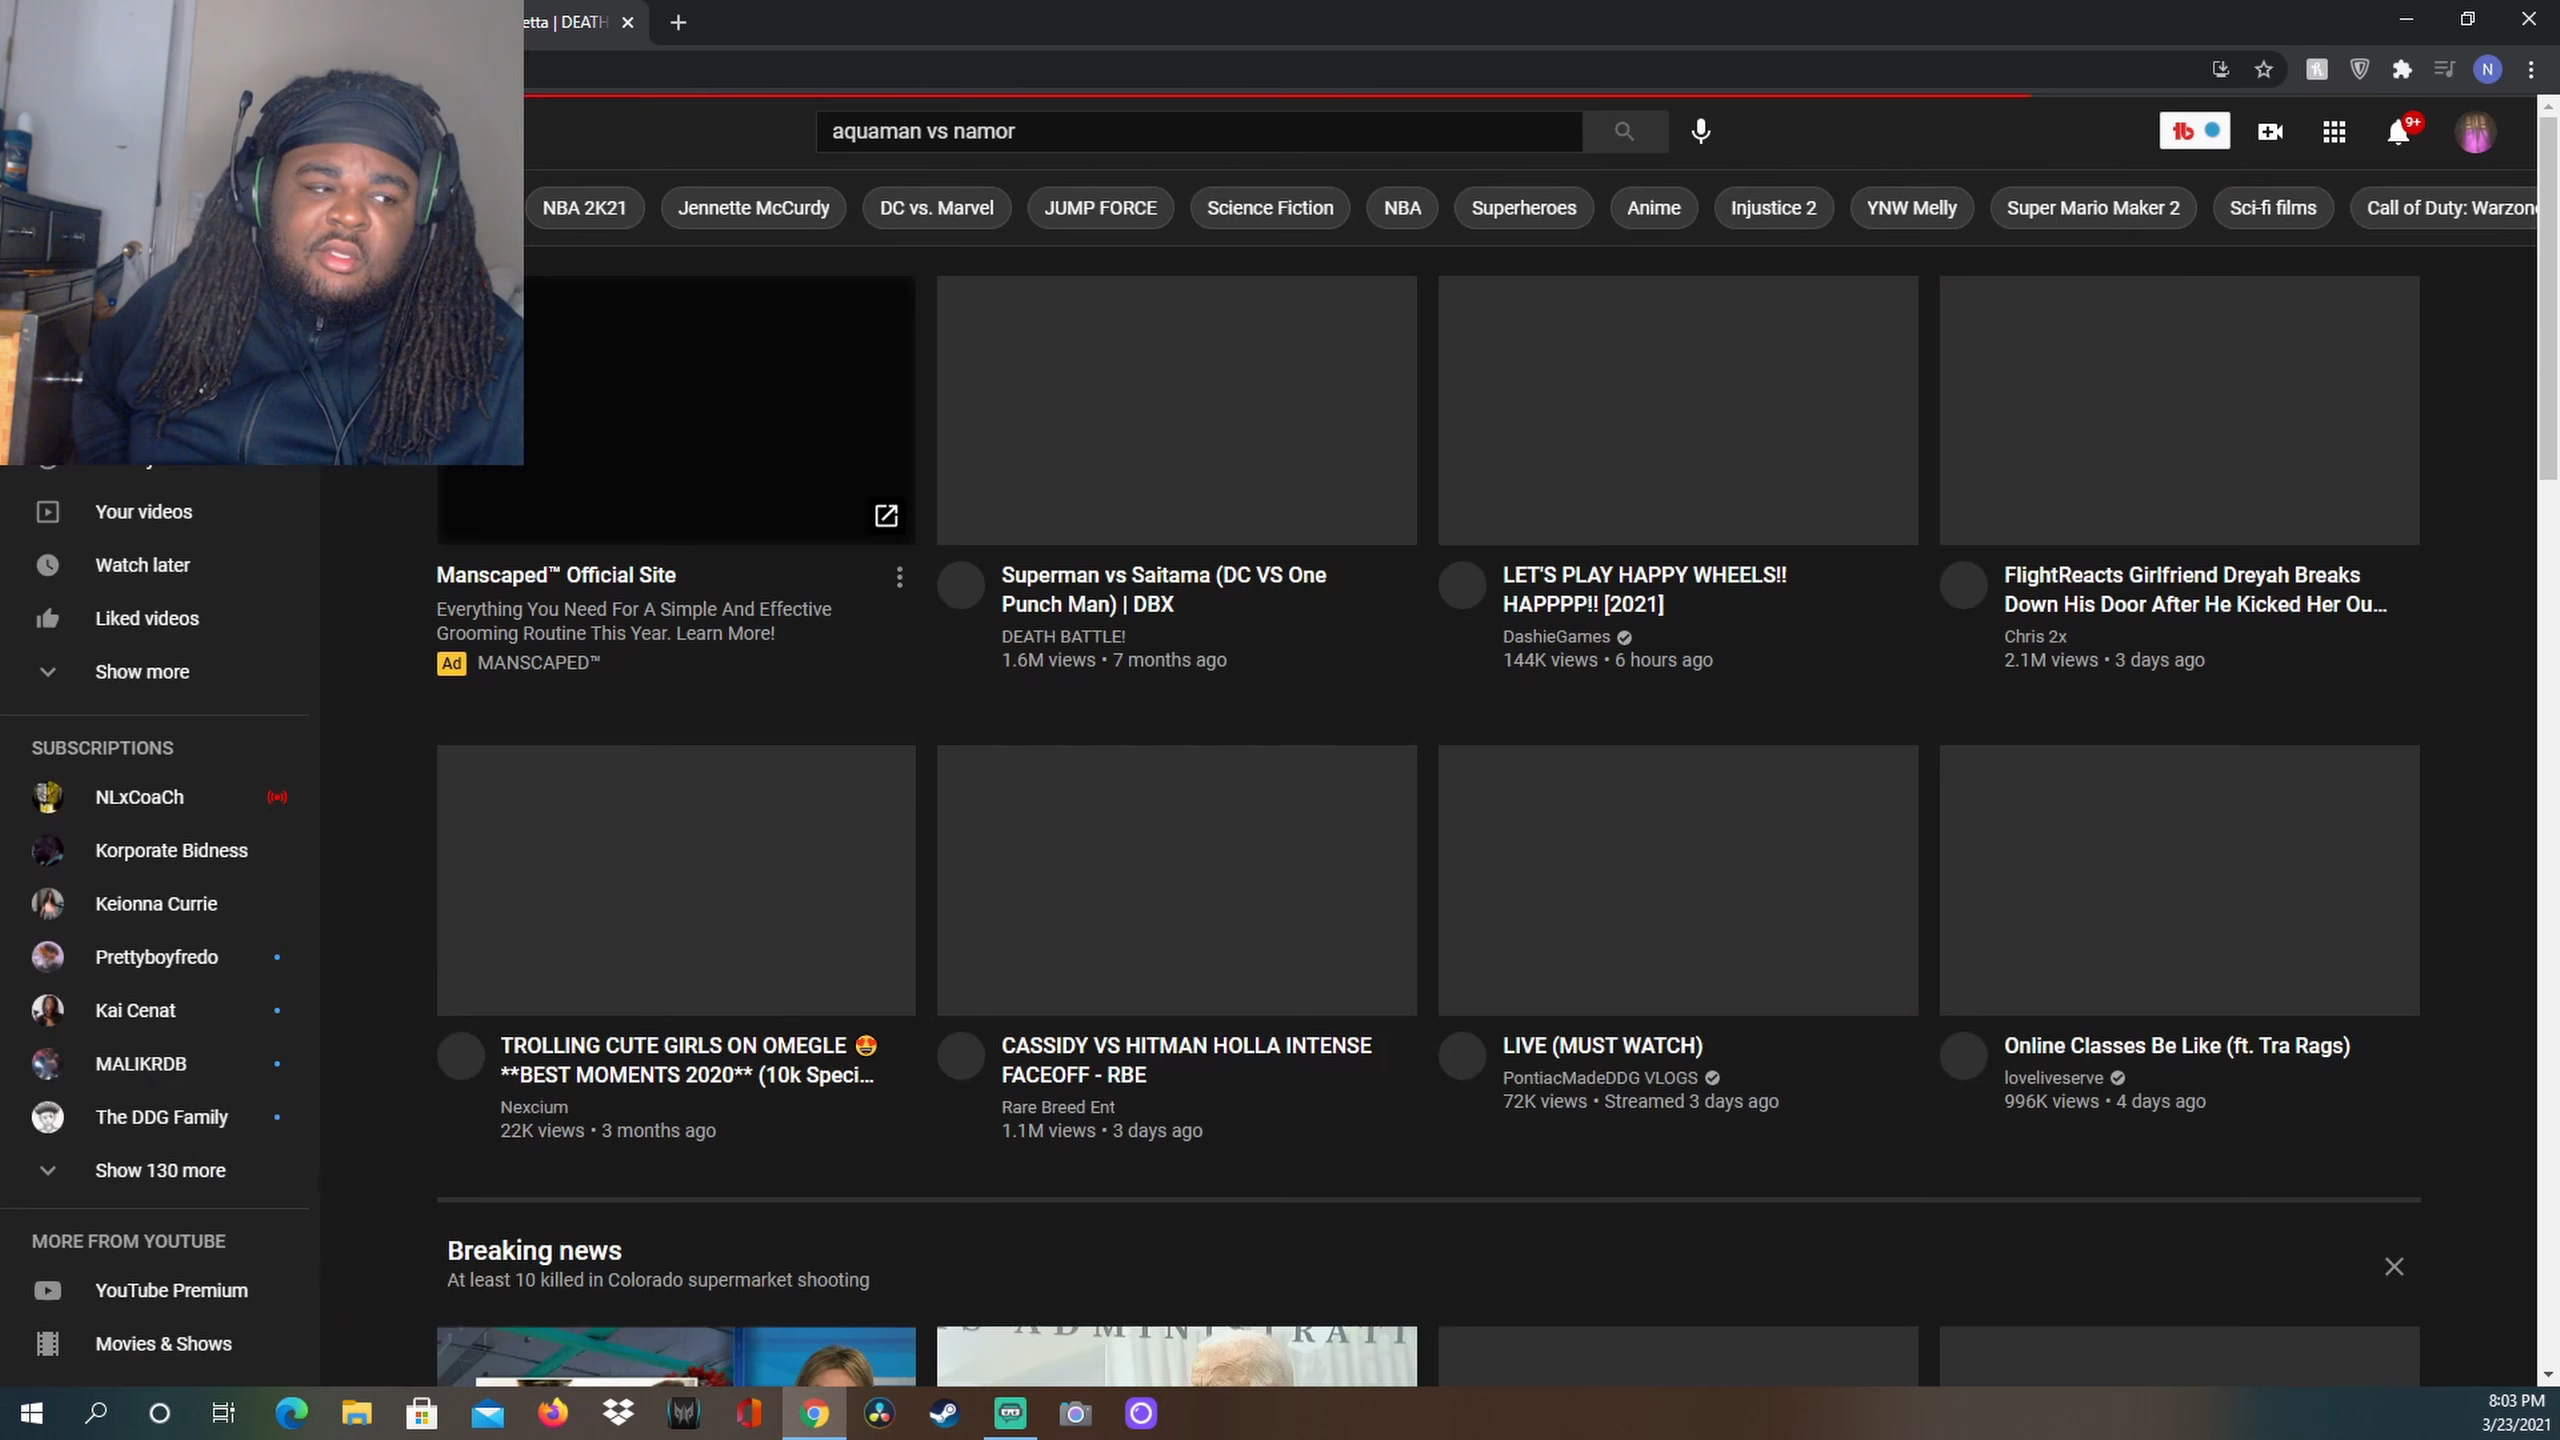 etta | DEATH
N
aquaman vs namor
9+
NBA 2K21
Jennette McCurdy
DC vs. Marvel
JUMP FORCE
Science Fiction
NBA
Superheroes
Anime
Injustice 2
YNW Melly
Super Mario Maker 2
Sci-fi films
Call of Duty: Warzon
Your videos
Watch later
Liked videos
Show more
SUBSCRIPTIONS
NLxCoaCh
Korporate Bidness
Keionna Currie
Prettyboyfredo
Kai Cenat
MALIKRDB
The DDG Family
Show 130 more
MORE FROM YOUTUBE
YouTube Premium
Movies & Shows
Manscaped™ Official Site
Everything You Need For A Simple And Effective
Grooming Routine This Year. Learn More!
Ad MANSCAPED™
Superman vs Saitama (DC VS One
Punch Man) | DBX
DEATH BATTLE!
1.6M views • 7 months ago
LET'S PLAY HAPPY WHEELS!!
HAPPPP!! [2021]
DashieGames
144K views • 6 hours ago
FlightReacts Girlfriend Dreyah Breaks
Down His Door After He Kicked Her Ou...
Chris 2x
2.1M views • 3 days ago
TROLLING CUTE GIRLS ON OMEGLE 😍
**BEST MOMENTS 2020** (10k Speci...
Nexcium
22K views • 3 months ago
CASSIDY VS HITMAN HOLLA INTENSE
FACEOFF - RBE
Rare Breed Ent
1.1M views • 3 days ago
LIVE (MUST WATCH)
PontiacMadeDDG VLOGS
72K views • Streamed 3 days ago
Online Classes Be Like (ft. Tra Rags)
loveliveserve
996K views • 4 days ago
Breaking news
At least 10 killed in Colorado supermarket shooting
8:03 PM
3/23/2021